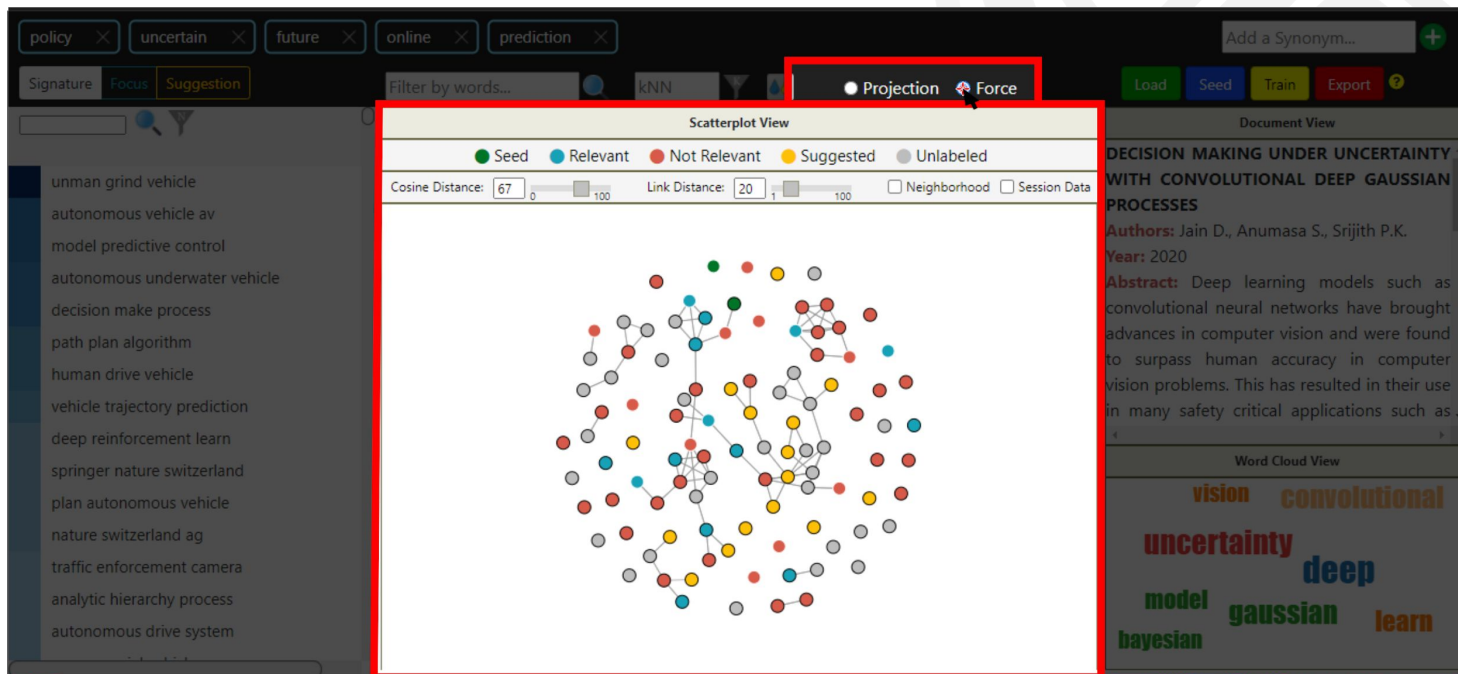 policy × uncertain × future × online × prediction × Add a Synonym...
Signature Focus Suggestion Filter by words... kNN Projection Force Load Seed Train Export ?
Scatterplot View
Seed Relevant Not Relevant Suggested Unlabeled
Cosine Distance: 67 0 100 Link Distance: 20 1 100 Neighborhood Session Data
unman grind vehicle
autonomous vehicle av
model predictive control
autonomous underwater vehicle
decision make process
path plan algorithm
human drive vehicle
vehicle trajectory prediction
deep reinforcement learn
springer nature switzerland
plan autonomous vehicle
nature switzerland ag
traffic enforcement camera
analytic hierarchy process
autonomous drive system
Document View
DECISION MAKING UNDER UNCERTAINTY
WITH CONVOLUTIONAL DEEP GAUSSIAN
PROCESSES
Authors: Jain D., Anumasa S., Srijith P.K.
Year: 2020
Abstract: Deep learning models such as
convolutional neural networks have brought
advances in computer vision and were found
to surpass human accuracy in computer
vision problems. This has resulted in their use
in many safety critical applications such as
Word Cloud View
vision convolutional
uncertainty
deep
model gaussian learn
bayesian